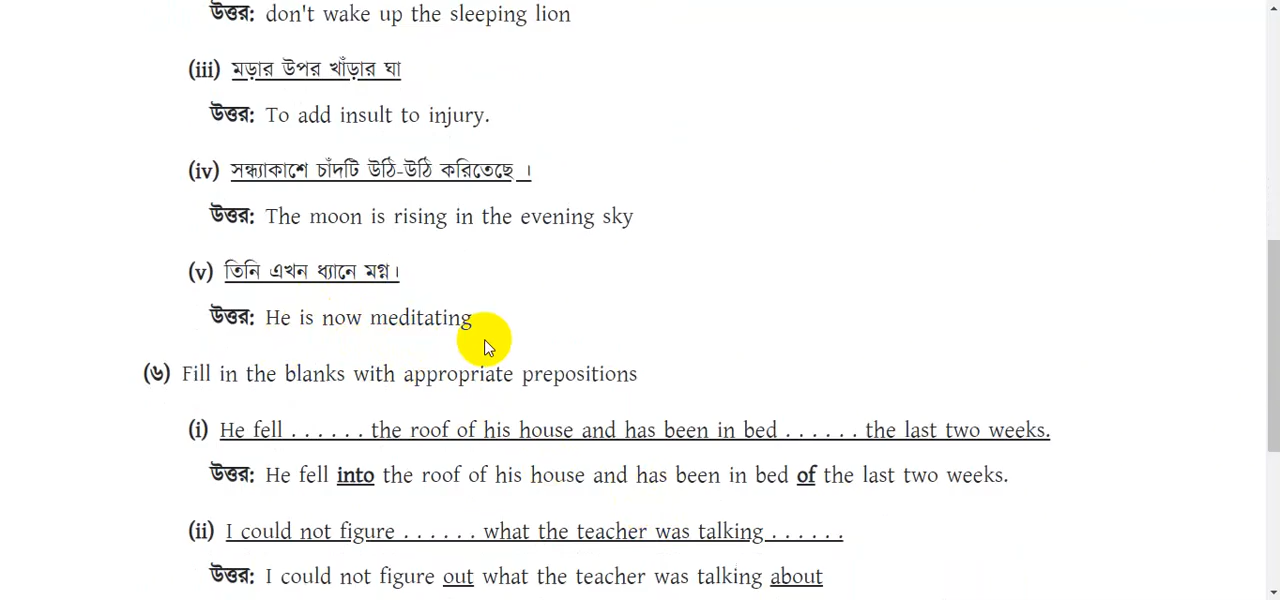 উত্তর: don't wake up the sleeping lion
(iii) মড়ার উপর খাঁড়ার ঘা
উত্তর: To add insult to injury.
(iv) সন্ধ্যাকাশে চাঁদটি উঠি-উঠি করিতেছে ।
উত্তর: The moon is rising in the evening sky
(v) তিনি এখন ধ্যানে মগ্ন।
উত্তর: He is now meditating
(৬) Fill in the blanks with appropriate prepositions
(i) He fell . . . . . . the roof of his house and has been in bed . . . . . . the last two weeks.
উত্তর: He fell into the roof of his house and has been in bed of the last two weeks.
(ii) I could not figure . . . . . . what the teacher was talking . . . . . .
উত্তর: I could not figure out what the teacher was talking about